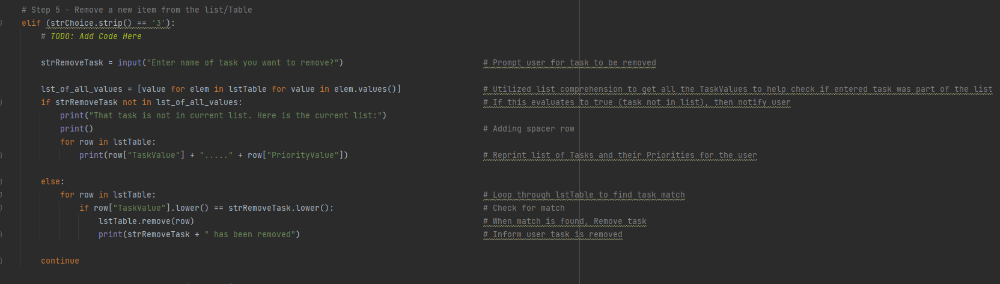 # Step 5 - Remove a new item from the list/Table
elif (strChoice.strip() == '3'):
# TODO: Add Code Here
strRemoveTask = input("Enter name of task you want to remove?") # Prompt user for task to be removed
lst_of_all_values = [value for elem in lstTable for value in elem.values()] # Utilized list comprehension to get all the TaskValues to help check if entered task was part of the list
if strRemoveTask not in lst_of_all_values: # If this evaluates to true (task not in list), then notify user
print("That task is not in current list. Here is the current list:")
print() # Adding spacer row
for row in lstTable:
print(row["TaskValue"] + "....." + row["PriorityValue"]) # Reprint list of Tasks and their Priorities for the user
else:
for row in lstTable: # Loop through lstTable to find task match
if row["TaskValue"].lower() == strRemoveTask.lower(): # Check for match
lstTable.remove(row) # When match is found, Remove task
print(strRemoveTask + " has been removed") # Inform user task is removed
continue